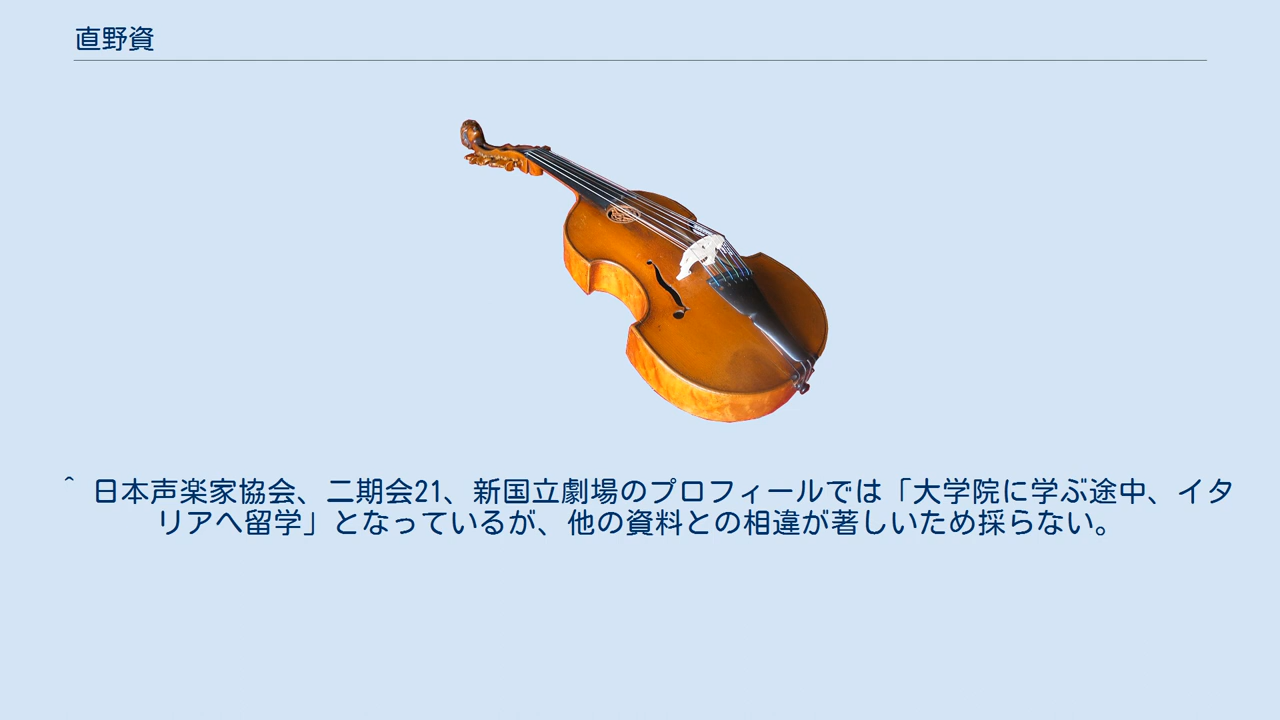 直野資
^ 日本声楽家協会、二期会21、新国立劇場のプロフィールでは「大学院に学ぶ途中、イタ
リアへ留学」となっているが、他の資料との相違が著しいため採らない。